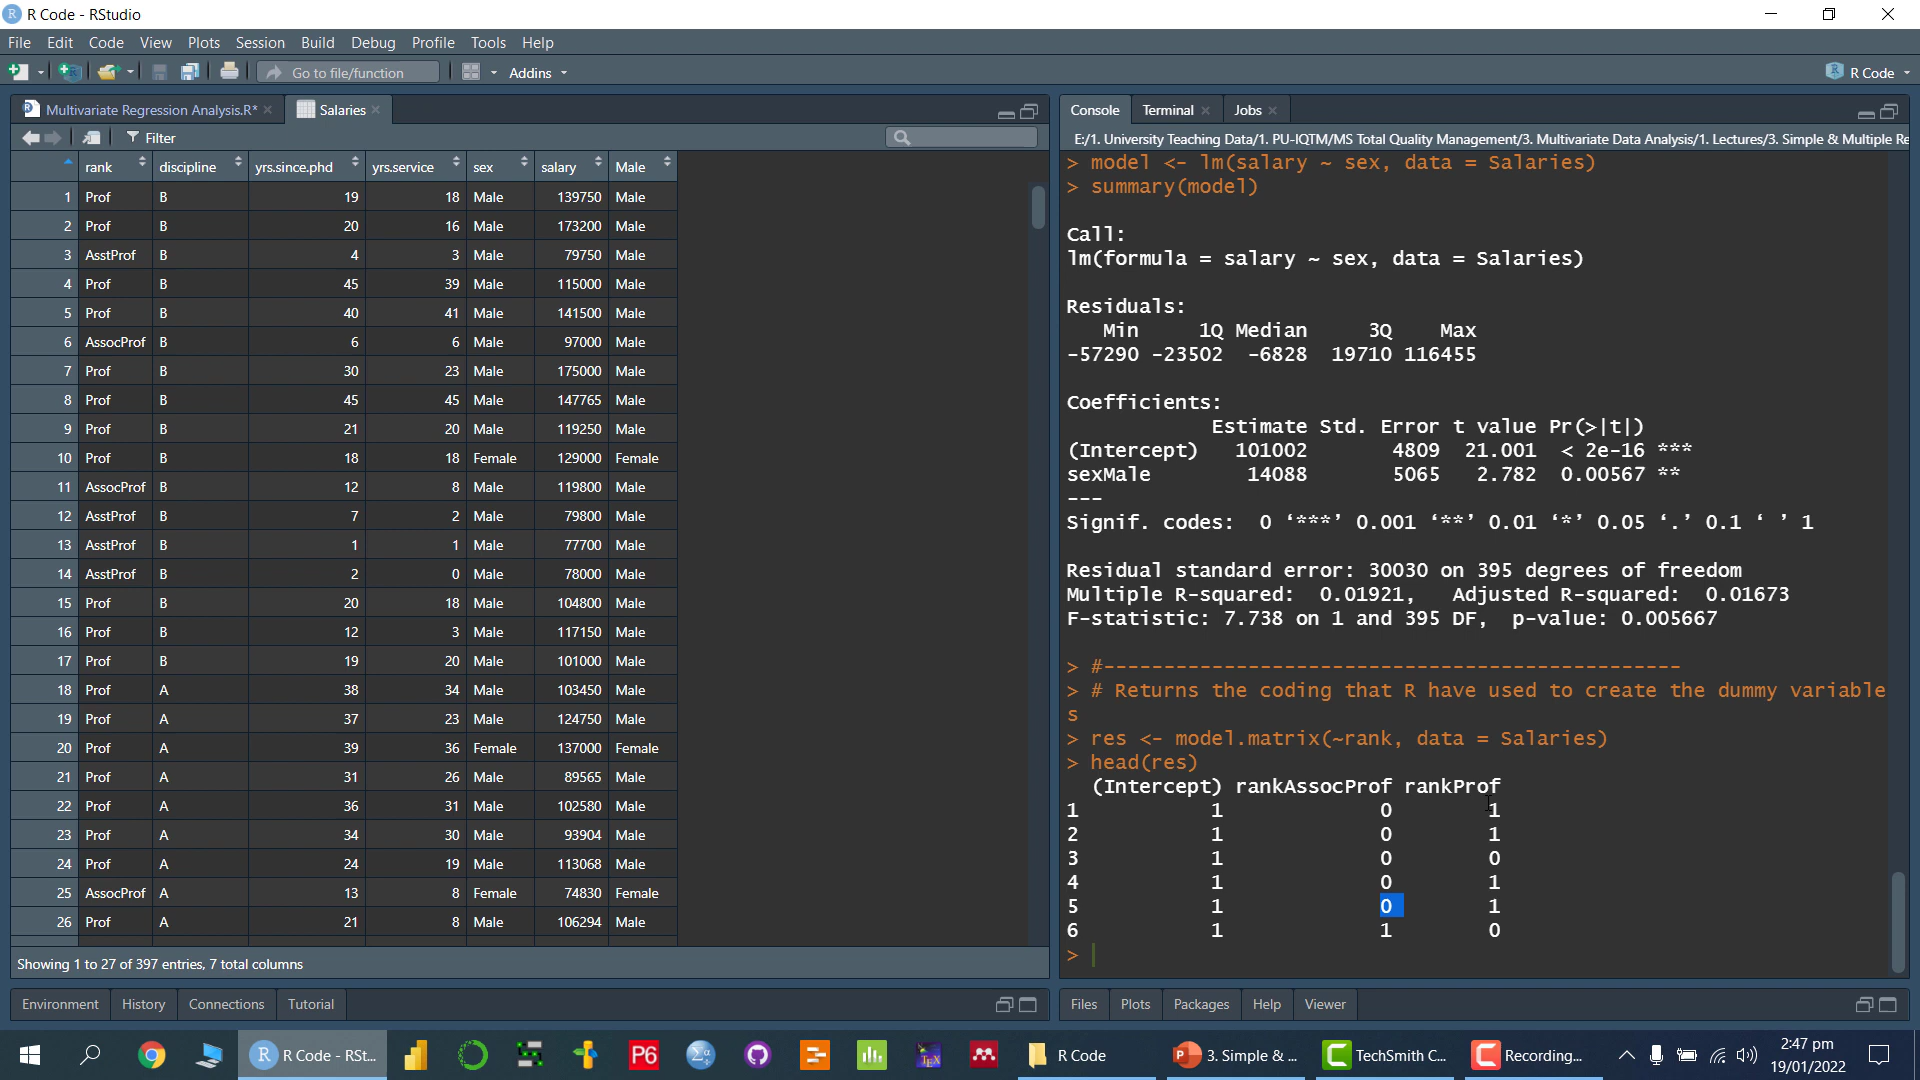 R Code - RStudio
File Edit Code View Plots Session Build Debug Profile Tools Help
Go to file/function Addins R Code
Multivariate Regression Analysis.R* Salaries
Filter
rank discipline yrs.since.phd yrs.service sex salary Male
1 Prof B 19 18 Male 139750 Male
2 Prof B 20 16 Male 173200 Male
3 AsstProf B 4 3 Male 79750 Male
4 Prof B 45 39 Male 115000 Male
5 Prof B 40 41 Male 141500 Male
6 AssocProf B 6 6 Male 97000 Male
7 Prof B 30 23 Male 175000 Male
8 Prof B 45 45 Male 147765 Male
9 Prof B 21 20 Male 119250 Male
10 Prof B 18 18 Female 129000 Female
11 AssocProf B 12 8 Male 119800 Male
12 AsstProf B 7 2 Male 79800 Male
13 AsstProf B 1 1 Male 77700 Male
14 AsstProf B 2 0 Male 78000 Male
15 Prof B 20 18 Male 104800 Male
16 Prof B 12 3 Male 117150 Male
17 Prof B 19 20 Male 101000 Male
18 Prof A 38 34 Male 103450 Male
19 Prof A 37 23 Male 124750 Male
20 Prof A 39 36 Female 137000 Female
21 Prof A 31 26 Male 89565 Male
22 Prof A 36 31 Male 102580 Male
23 Prof A 34 30 Male 93904 Male
24 Prof A 24 19 Male 113068 Male
25 AssocProf A 13 8 Female 74830 Female
26 Prof A 21 8 Male 106294 Male
Showing 1 to 27 of 397 entries, 7 total columns
Environment History Connections Tutorial
Console Terminal Jobs
E:/1. University Teaching Data/1. PU-IQTM/MS Total Quality Management/3. Multivariate Data Analysis/1. Lectures/3. Simple & Multiple Re
> model <- lm(salary ~ sex, data = Salaries)
> summary(model)
Call:
lm(formula = salary ~ sex, data = Salaries)
Residuals:
Min 1Q Median 3Q Max
-57290 -23502 -6828 19710 116455
Coefficients:
Estimate Std. Error t value Pr(>|t|)
(Intercept) 101002 4809 21.001 < 2e-16 ***
sexMale 14088 5065 2.782 0.00567 **
---
Signif. codes: 0 ‘***’ 0.001 ‘**’ 0.01 ‘*’ 0.05 ‘.’ 0.1 ‘ ’ 1
Residual standard error: 30030 on 395 degrees of freedom
Multiple R-squared: 0.01921, Adjusted R-squared: 0.01673
F-statistic: 7.738 on 1 and 395 DF, p-value: 0.005667
> #------------------------------------------------
> # Returns the coding that R have used to create the dummy variable
s
> res <- model.matrix(~rank, data = Salaries)
> head(res)
(Intercept) rankAssocProf rankProf
1 1 0 1
2 1 0 1
3 1 0 0
4 1 0 1
5 1 0 1
6 1 1 0
>
Files Plots Packages Help Viewer
R Code - RSt... P6 R Code 3. Simple & ... TechSmith C... Recording...
2:47 pm
19/01/2022